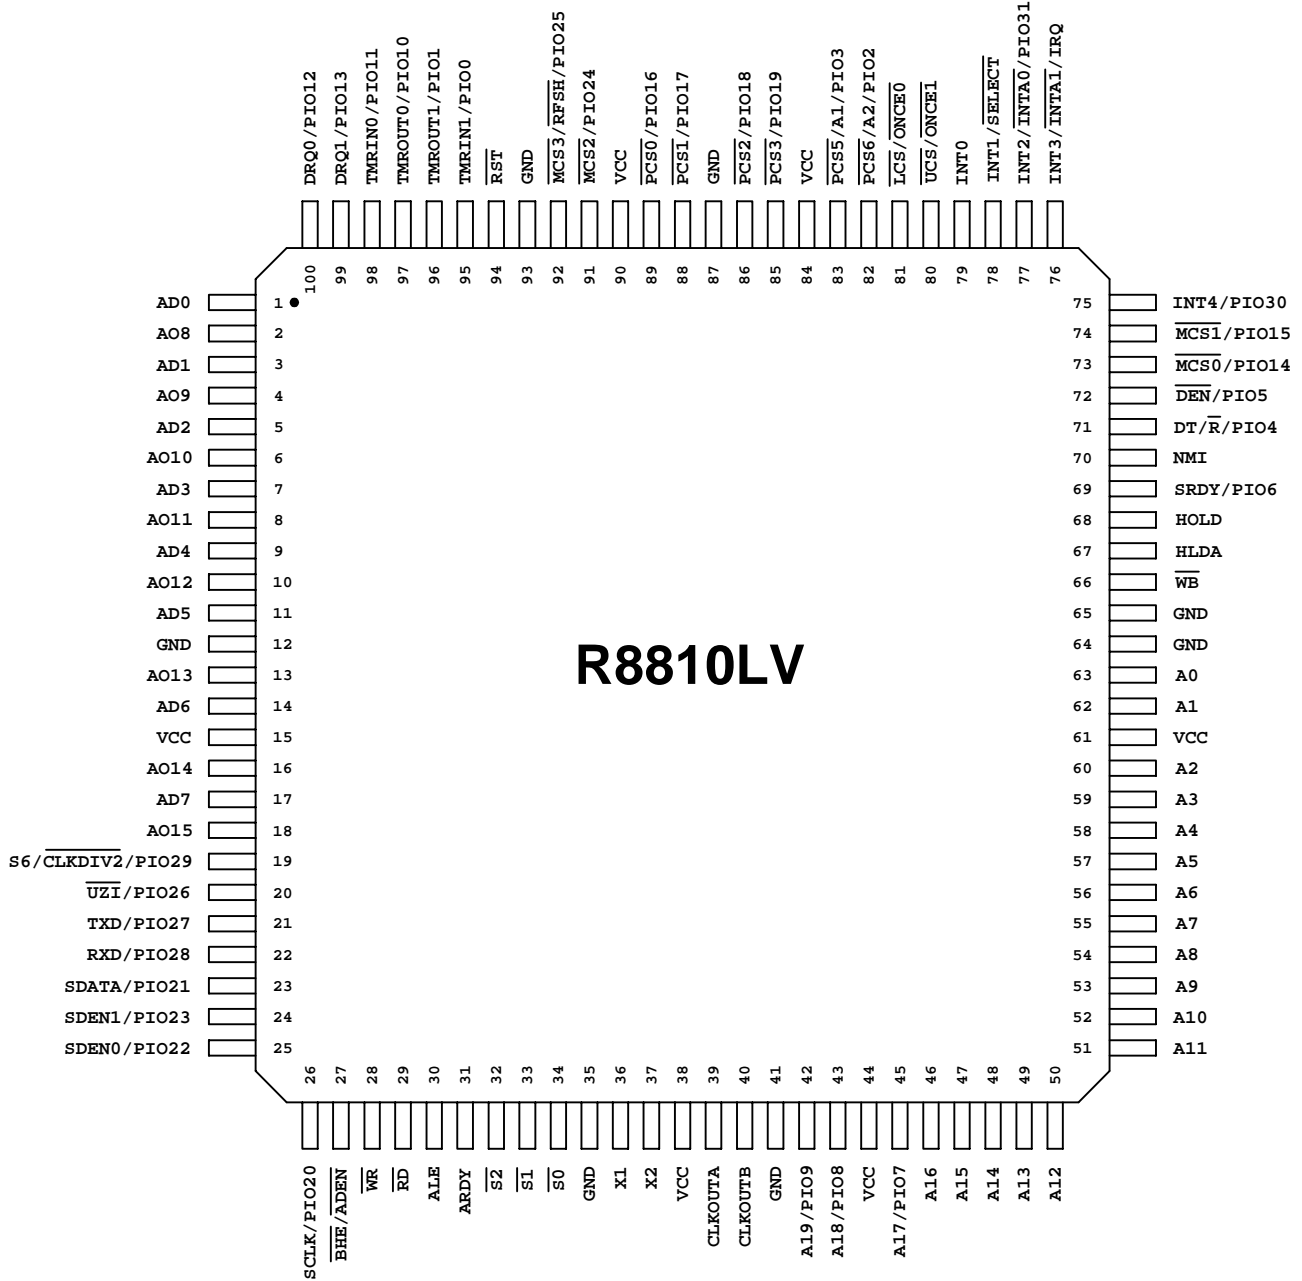 DRQ0/PIO12
DRQ1/PIO13
TMRIN0/PIO11
TMROUT0/PIO10
TMROUT1/PIO1
TMRIN1/PIO0
RST
GND
MCS3/RFSH/PIO25
MCS2/PIO24
VCC
PCS0/PIO16
PCS1/PIO17
GND
PCS2/PIO18
PCS3/PIO19
VCC
PCS5/A1/PIO3
PCS6/A2/PIO2
LCS/ONCE0
UCS/ONCE1
INT0
INT1/SELECT
INT2/INTA0/PIO31
INT3/INTA1/IRQ
100 99 98 97 96 95 94 93 92 91 90 89 88 87 86 85 84 83 82 81 80 79 78 77 76
AD0 1 75 INT4/PIO30
AO8 2 74 MCS1/PIO15
AD1 3 73 MCS0/PIO14
AO9 4 72 DEN/PIO5
AD2 5 71 DT/R/PIO4
AO10 6 70 NMI
AD3 7 69 SRDY/PIO6
AO11 8 68 HOLD
AD4 9 67 HLDA
AO12 10 66 WB
AD5 11 65 GND
GND 12 64 GND
R8810LV
AO13 13 63 A0
AD6 14 62 A1
VCC 15 61 VCC
AO14 16 60 A2
AD7 17 59 A3
AO15 18 58 A4
S6/CLKDIV2/PIO29 19 57 A5
UZI/PIO26 20 56 A6
TXD/PIO27 21 55 A7
RXD/PIO28 22 54 A8
SDATA/PIO21 23 53 A9
SDEN1/PIO23 24 52 A10
SDEN0/PIO22 25 51 A11
26 27 28 29 30 31 32 33 34 35 36 37 38 39 40 41 42 43 44 45 46 47 48 49 50
SCLK/PIO20
BHE/ADEN
WR
RD
ALE
ARDY
S2
S1
S0
GND
X1
X2
VCC
CLKOUTA
CLKOUTB
GND
A19/PIO9
A18/PIO8
VCC
A17/PIO7
A16
A15
A14
A13
A12